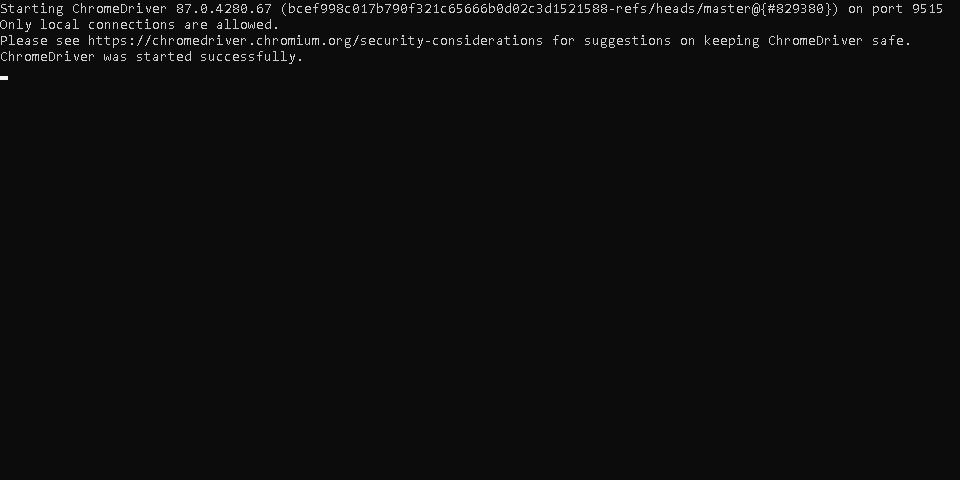 Starting ChromeDriver 87.0.4280.67 (bcef998c017b790f321c65666b0d02c3d1521588-refs/heads/master@{#829380}) on port 9515
Only local connections are allowed.
Please see https://chromedriver.chromium.org/security-considerations for suggestions on keeping ChromeDriver safe.
ChromeDriver was started successfully.